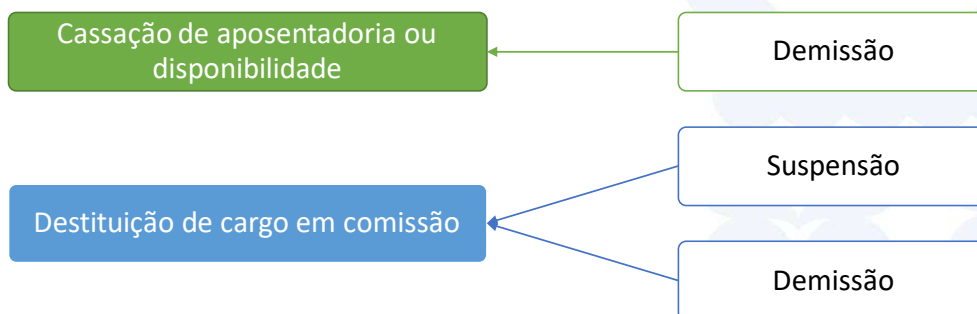 Cassação de aposentadoria ou
disponibilidade
Demissão
Suspensão
Destituição de cargo em comissão
Demissão